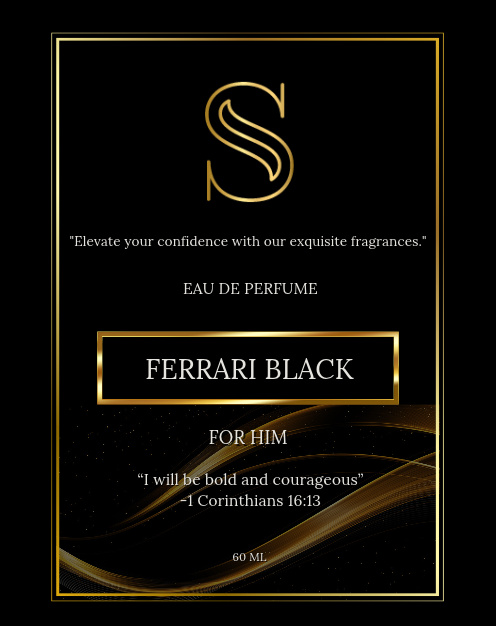 S
"Elevate your confidence with our exquisite fragrances."
EAU DE PERFUME
FERRARI BLACK
FOR HIM
“I will be bold and courageous”
-1 Corinthians 16:13
60 ML